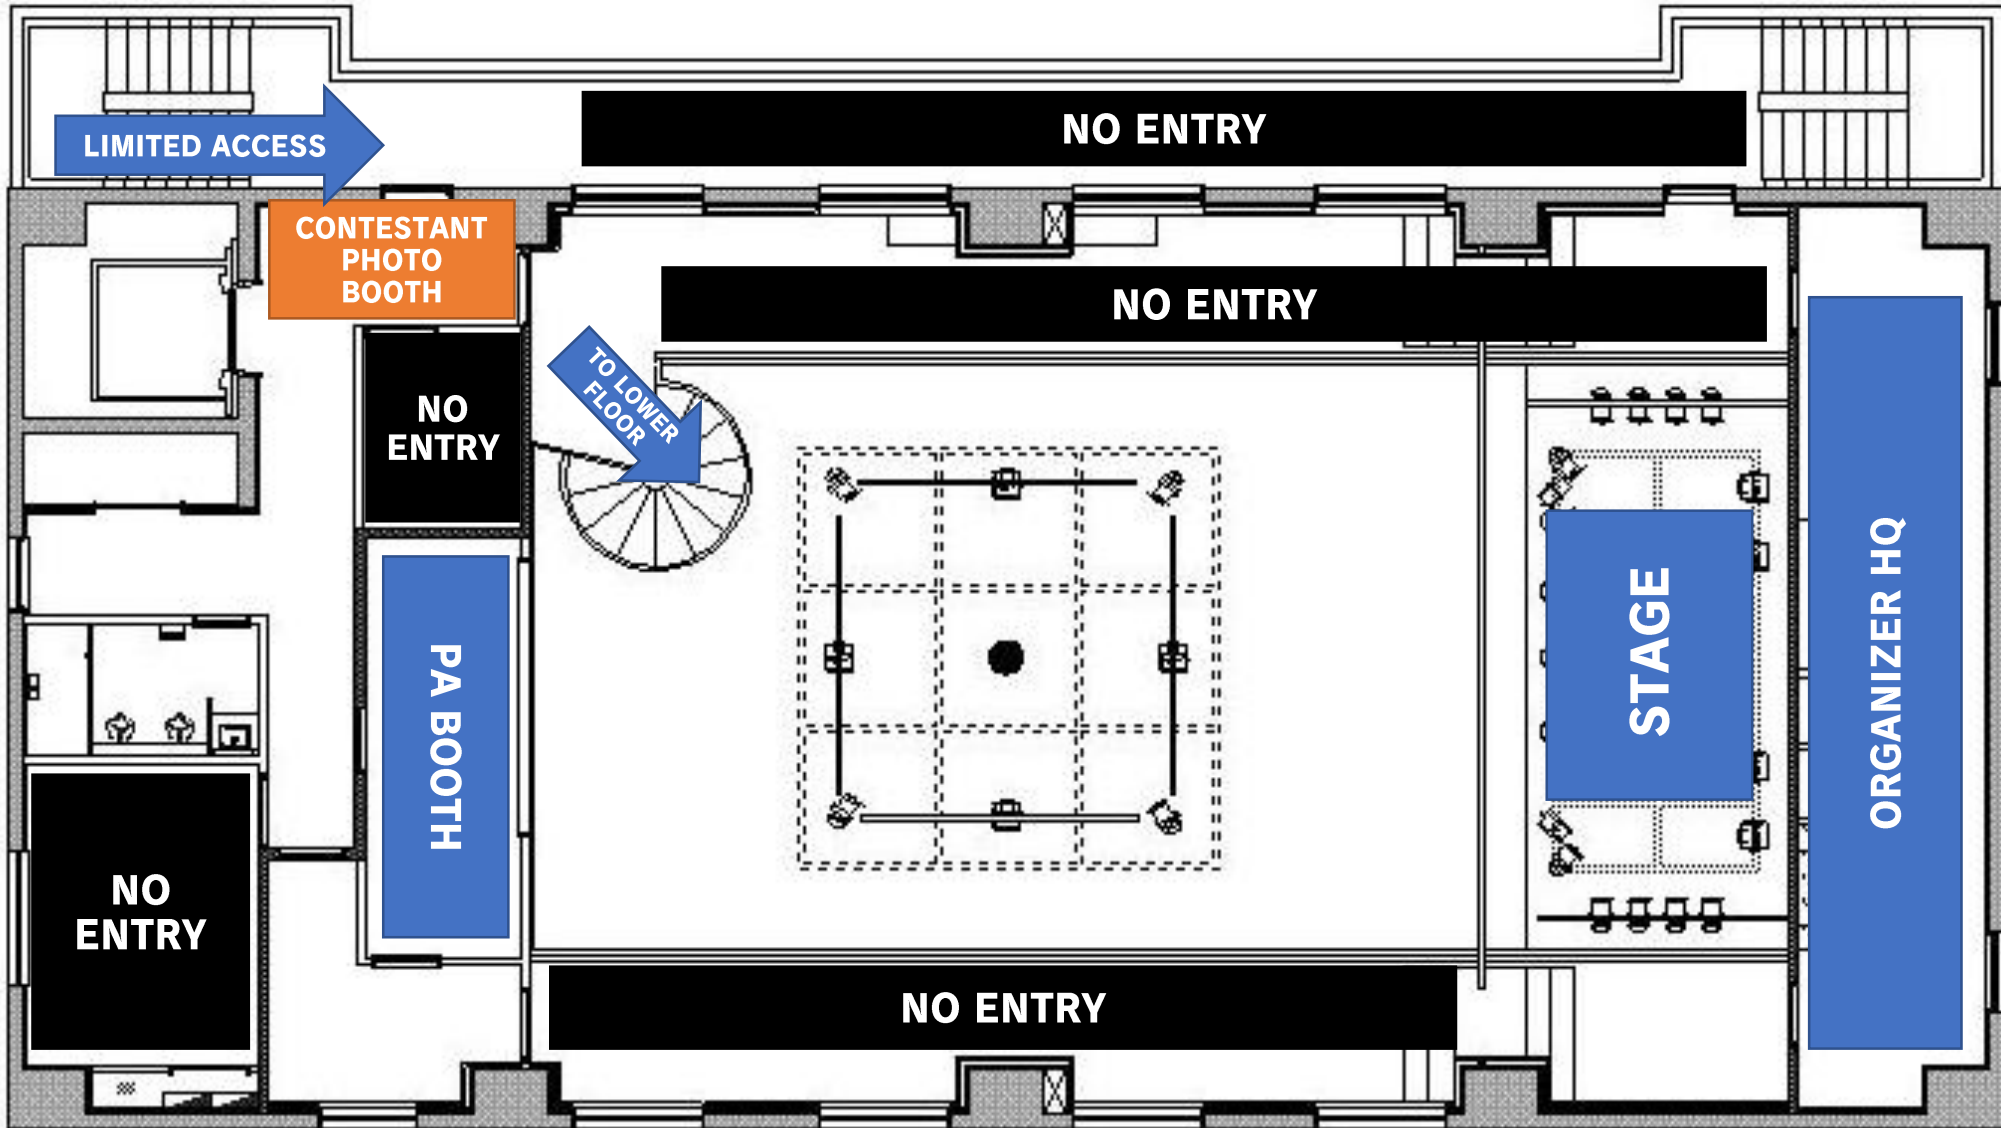 NO ENTRY
LIMITED ACCESS
CONTESTANT
PHOTO
BOOTH
NO ENTRY
TO LOWER
FLOOR
NO
ENTRY
STAGE
ORGANIZER HQ
PA BOOTH
NO
ENTRY
NO ENTRY